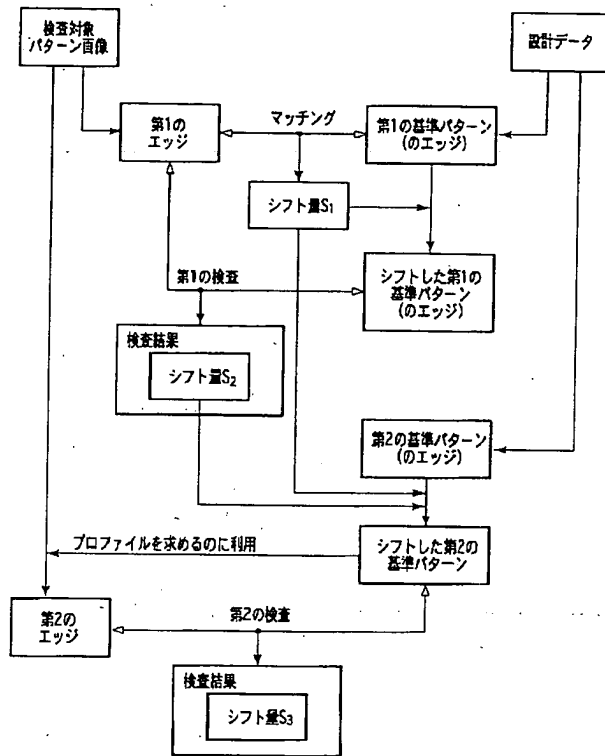 検査対象
パターン画像
設計データ
第1の
エッジ
マッチング
第1の基準パターン
(のエッジ)
シフト量S1
第1の検査
シフトした第1の
基準パターン
(のエッジ)
検査結果
シフト量S2
第2の基準パターン
(のエッジ)
プロファイルを求めるのに利用
シフトした第2の
基準パターン
第2の
エッジ
第2の検査
検査結果
シフト量S3